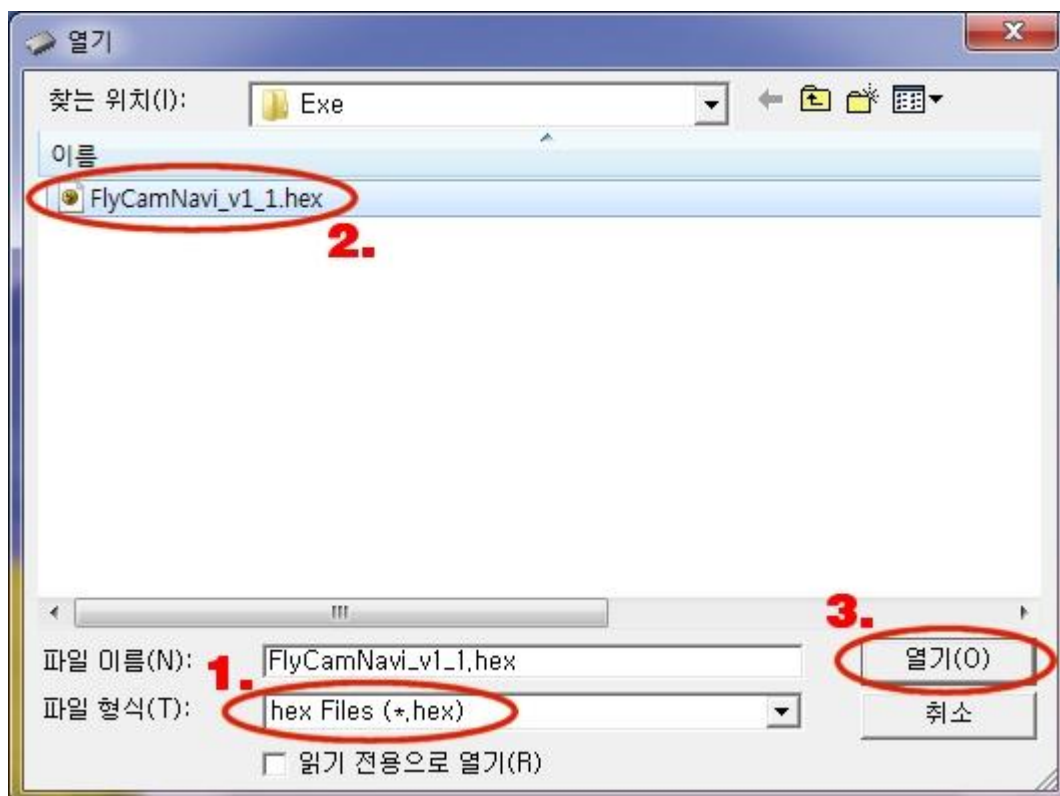 열기
찾는 위치(I): Exe
이름
FlyCamNavi_v1_1.hex
2.
3.
파일 이름(N): FlyCamNavi_v1_1.hex 열기(O)
1.
파일 형식(T): hex Files (*.hex) 취소
읽기 전용으로 열기(R)